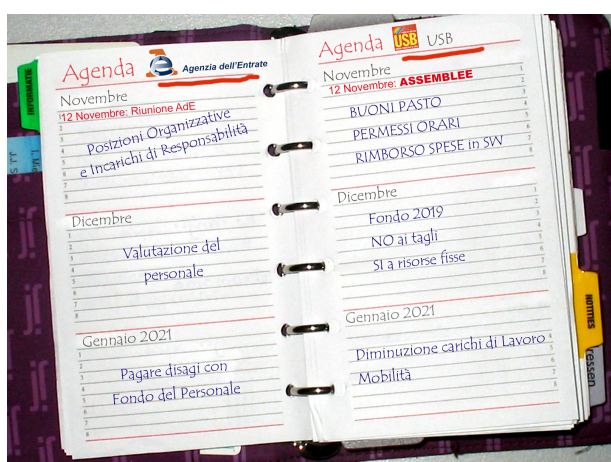 INFORMATIE
Agenda Agenzia dell'Entrate
Novembre
12 Novembre: Riunione AdE
Posizioni Organizzative
e Incarichi di Responsabilità
Dicembre
Valutazione del
personale
Gennaio 2021
Pagare disagi con
Fondo del Personale
Agenda USB USB
Novembre
12 Novembre: ASSEMBLEE
BUONI PASTO
PERMESSI ORARI
RIMBORSO SPESE in SW
Dicembre
Fondo 2019
NO ai tagli
SI a risorse fisse
Gennaio 2021
Diminuzione carichi di Lavoro
Mobilità
NOTITIES
ressen